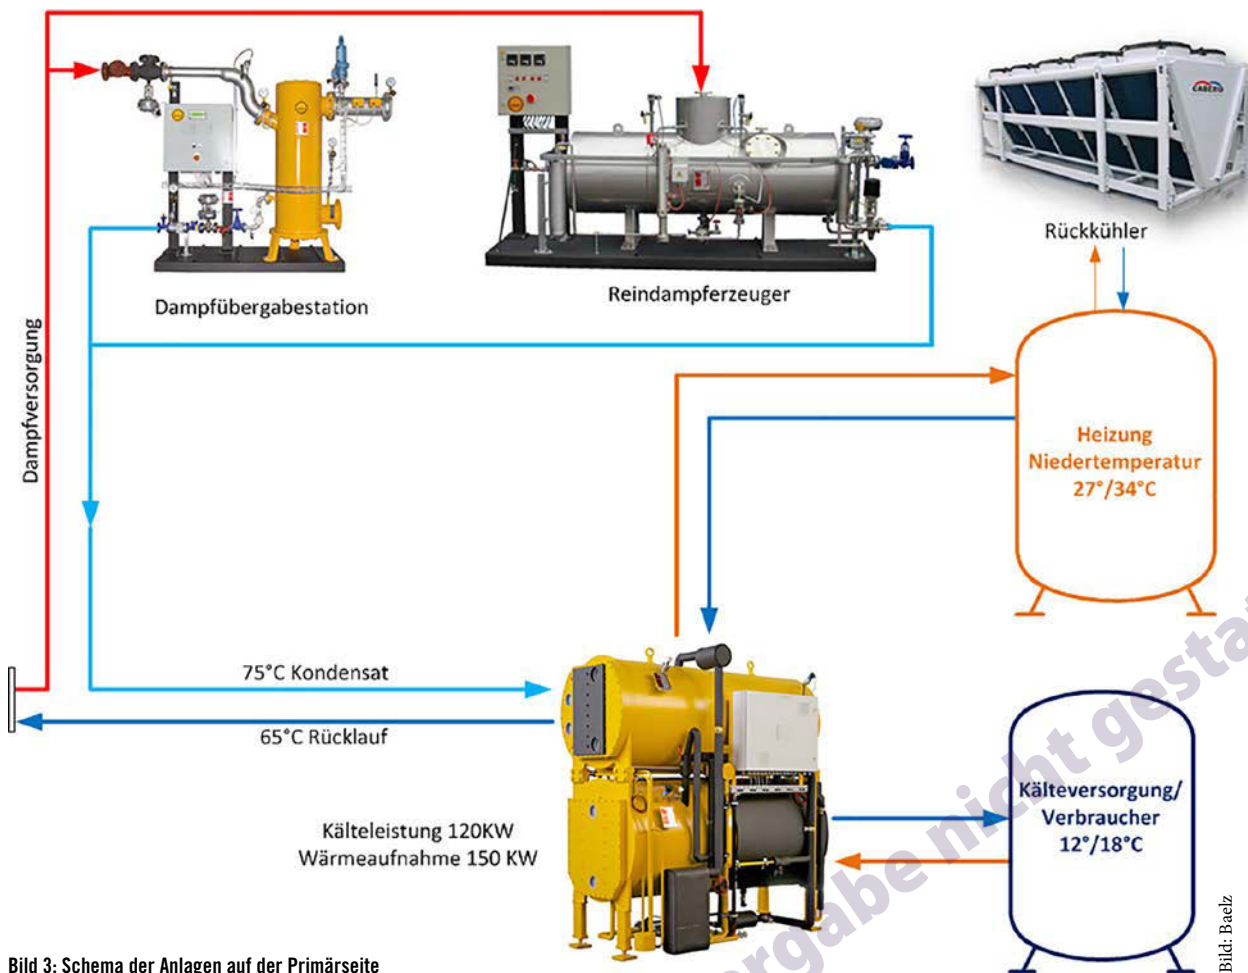 CABERO
Rückkühler
Dampfübergabestation
Reindampferzeuger
Dampfversorgung
Heizung
Niedertemperatur
27°/34°C
75°C Kondensat
65°C Rücklauf
Kälteleistung 120KW
Wärmeaufnahme 150 KW
Kälteversorgung/
Verbraucher
12°/18°C
Bild 3: Schema der Anlagen auf der Primärseite
Bild: Baelz